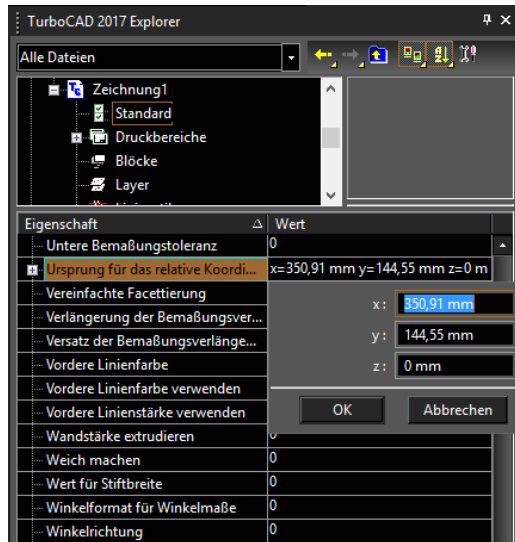 TurboCAD 2017 Explorer
Alle Dateien
Zeichnung1
Standard
Druckbereiche
Blöcke
Layer
Eigenschaft Wert
Untere Bemaßungstoleranz 0
Ursprung für das relative Koordi... x=350,91 mm y=144,55 mm z=0 m
Vereinfachte Facettierung
x: 350,91 mm
Verlängerung der Bemaßungsver...
Versatz der Bemaßungsverlänge...
y: 144,55 mm
Vordere Linienfarbe
z: 0 mm
Vordere Linienfarbe verwenden
Vordere Linienstärke verwenden
OK Abbrechen
Wandstärke extrudieren 0
Weich machen 0
Wert für Stiftbreite 0
Winkelformat für Winkelmaße 0
Winkelrichtung 0